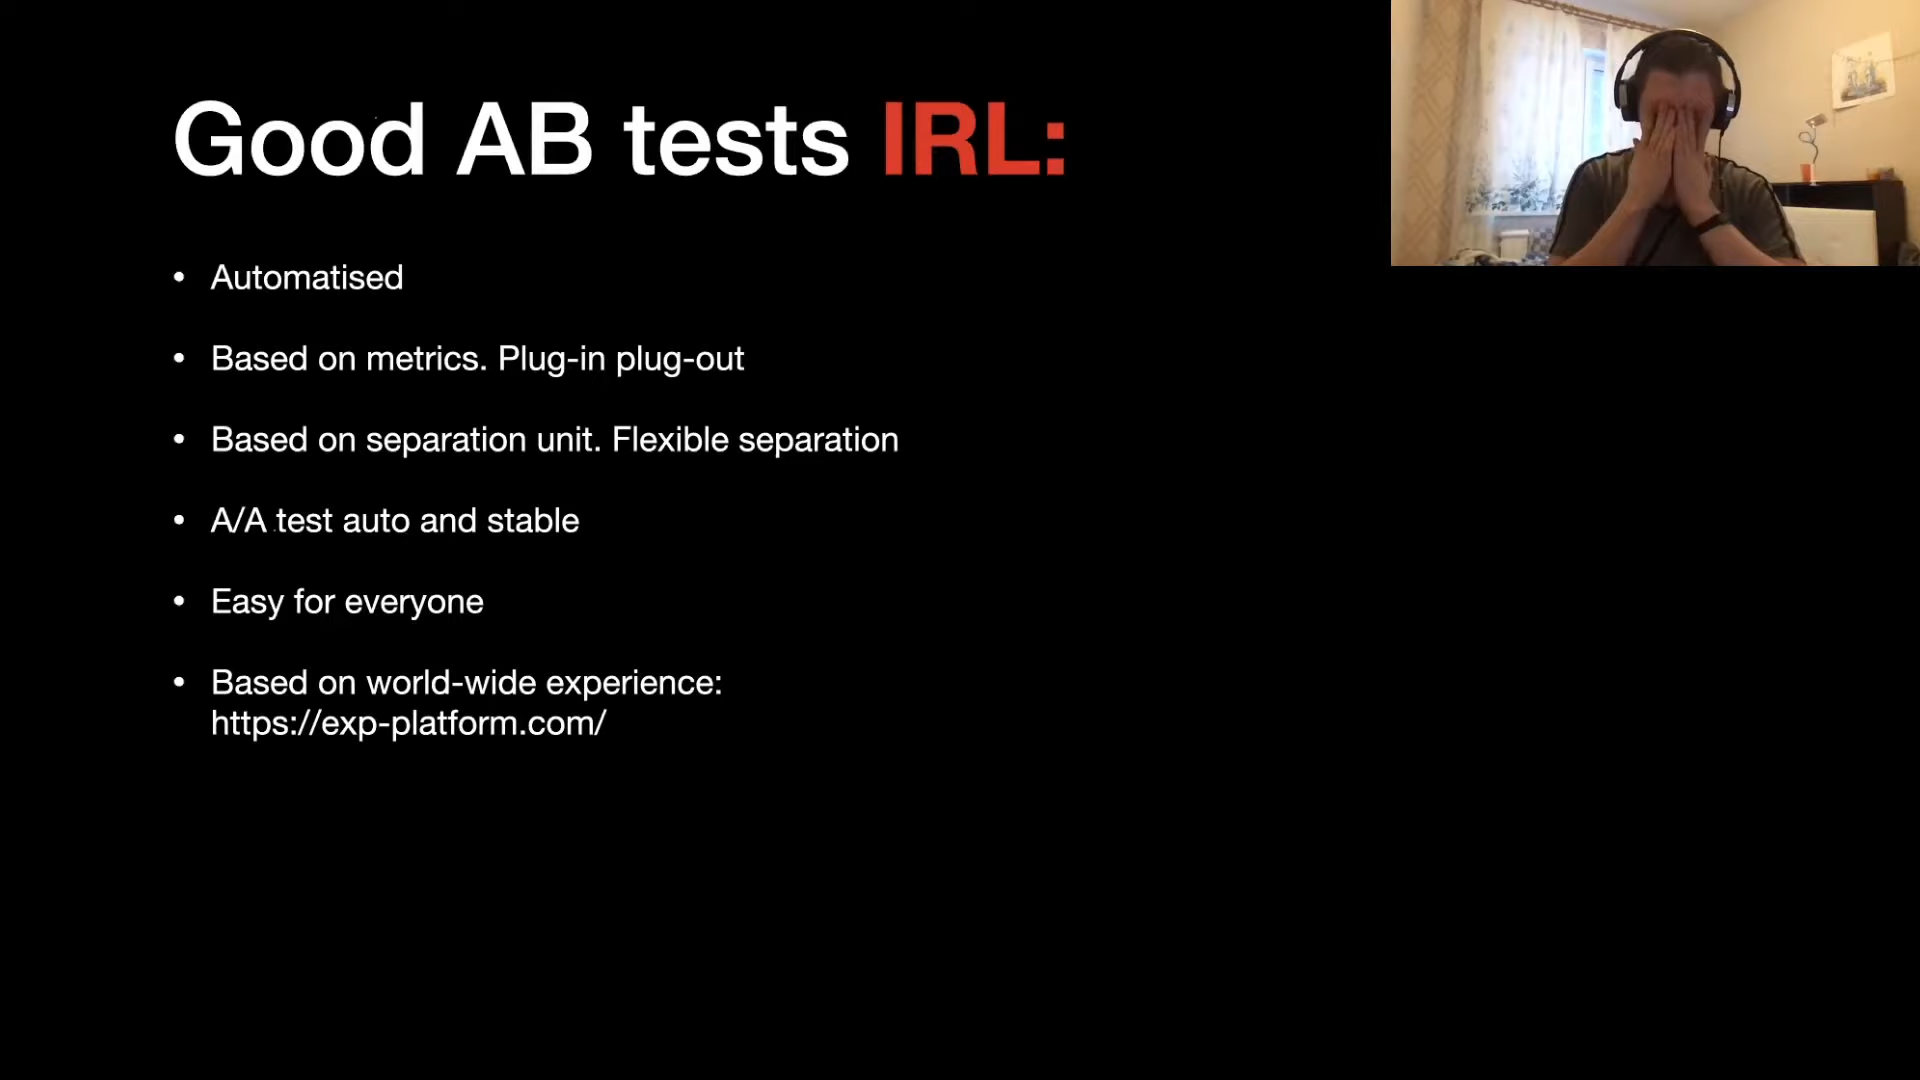 Good AB tests IRL:
• Automatised
• Based on metrics. Plug-in plug-out
• Based on separation unit. Flexible separation
• A/A test auto and stable
• Easy for everyone
• Based on world-wide experience:
https://exp-platform.com/